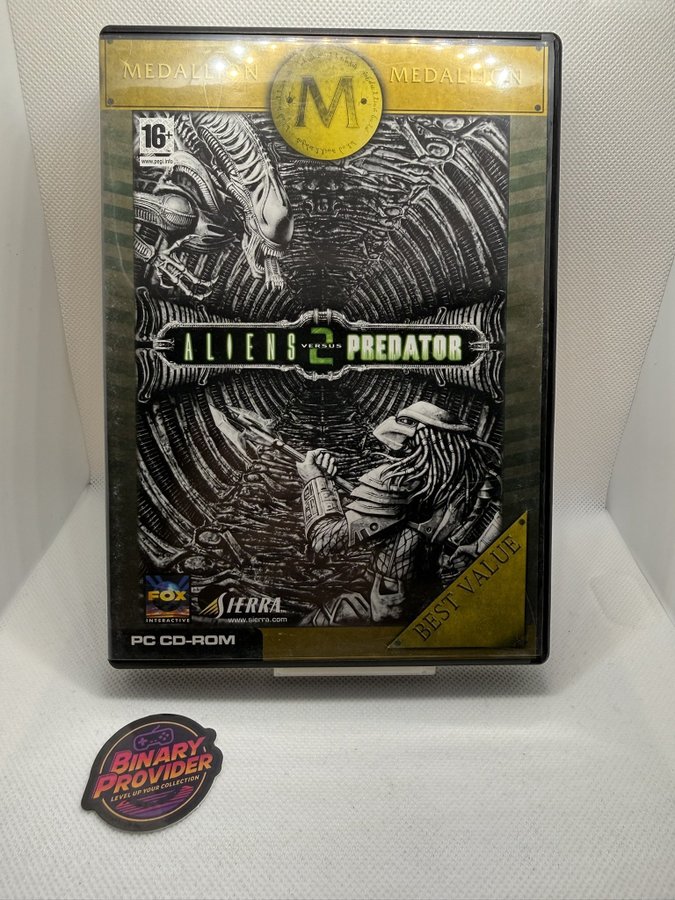 MEDALLION M MEDALLION
16+
www.pegi.info
ALIENS VERSUS 2 PREDATOR
BEST VALUE
FOX
INTERACTIVE
SIERRA
www.sierra.com
PC CD-ROM
BINARY
PROVIDER
LEVEL UP YOUR COLLECTION